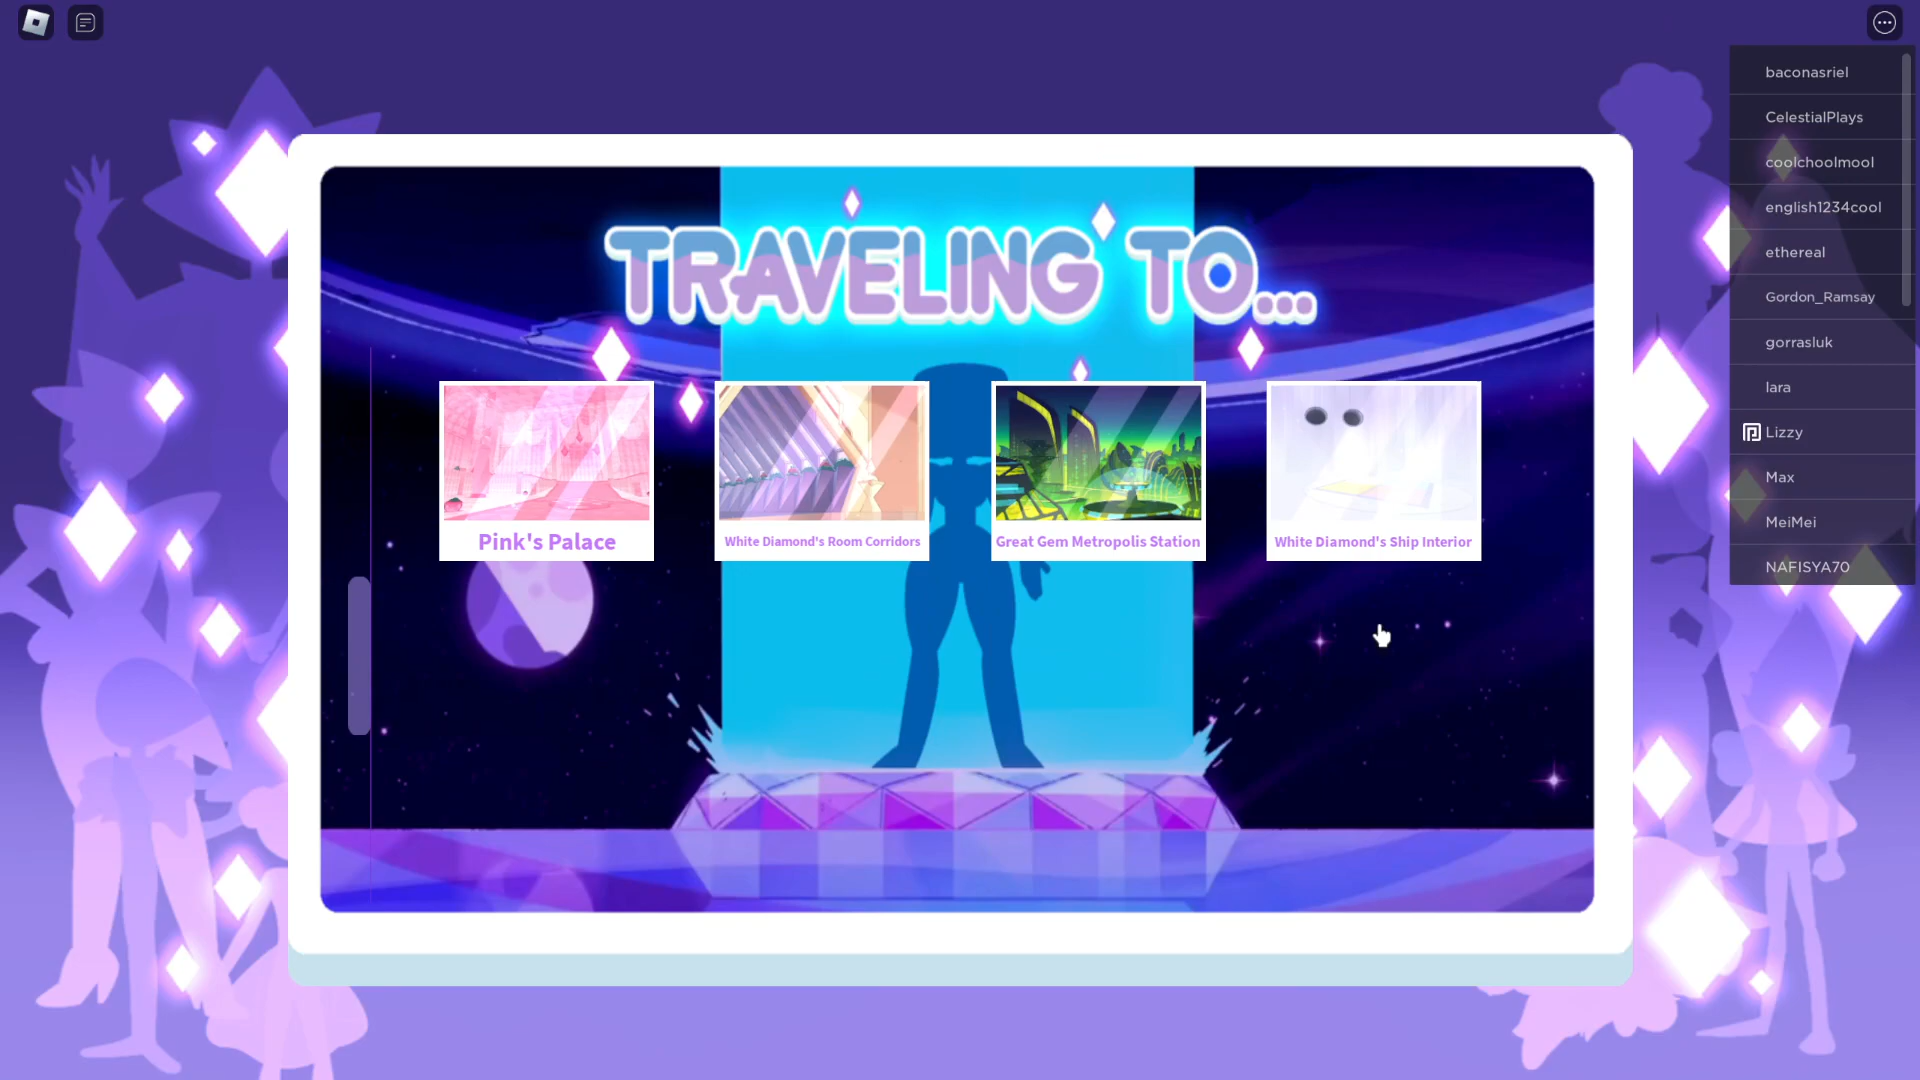 TRAVELING TO...
Pink's Palace
White Diamond's Room Corridors
Great Gem Metropolis Station
White Diamond's Ship Interior
baconasriel
CelestialPlays
coolchoolmool
english1234cool
ethereal
Gordon_Ramsay
gorrasluk
lara
Lizzy
Max
MeiMei
NAFISYA70